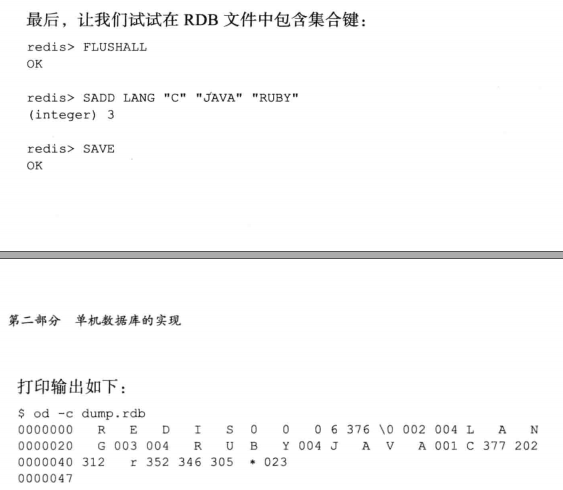 最后，让我们试试在 RDB 文件中包含集合键：
redis> FLUSHALL
OK
redis> SADD LANG "C" "JAVA" "RUBY"
(integer) 3
redis> SAVE
OK
第二部分 单机数据库的实现
打印输出如下：
$ od -c dump.rdb
0000000 R E D I S 0 0 0 6 376 \0 002 004 L A N
0000020 G 003 004 R U B Y 004 J A V A 001 C 377 202
0000040 312 r 352 346 305 * 023
0000047